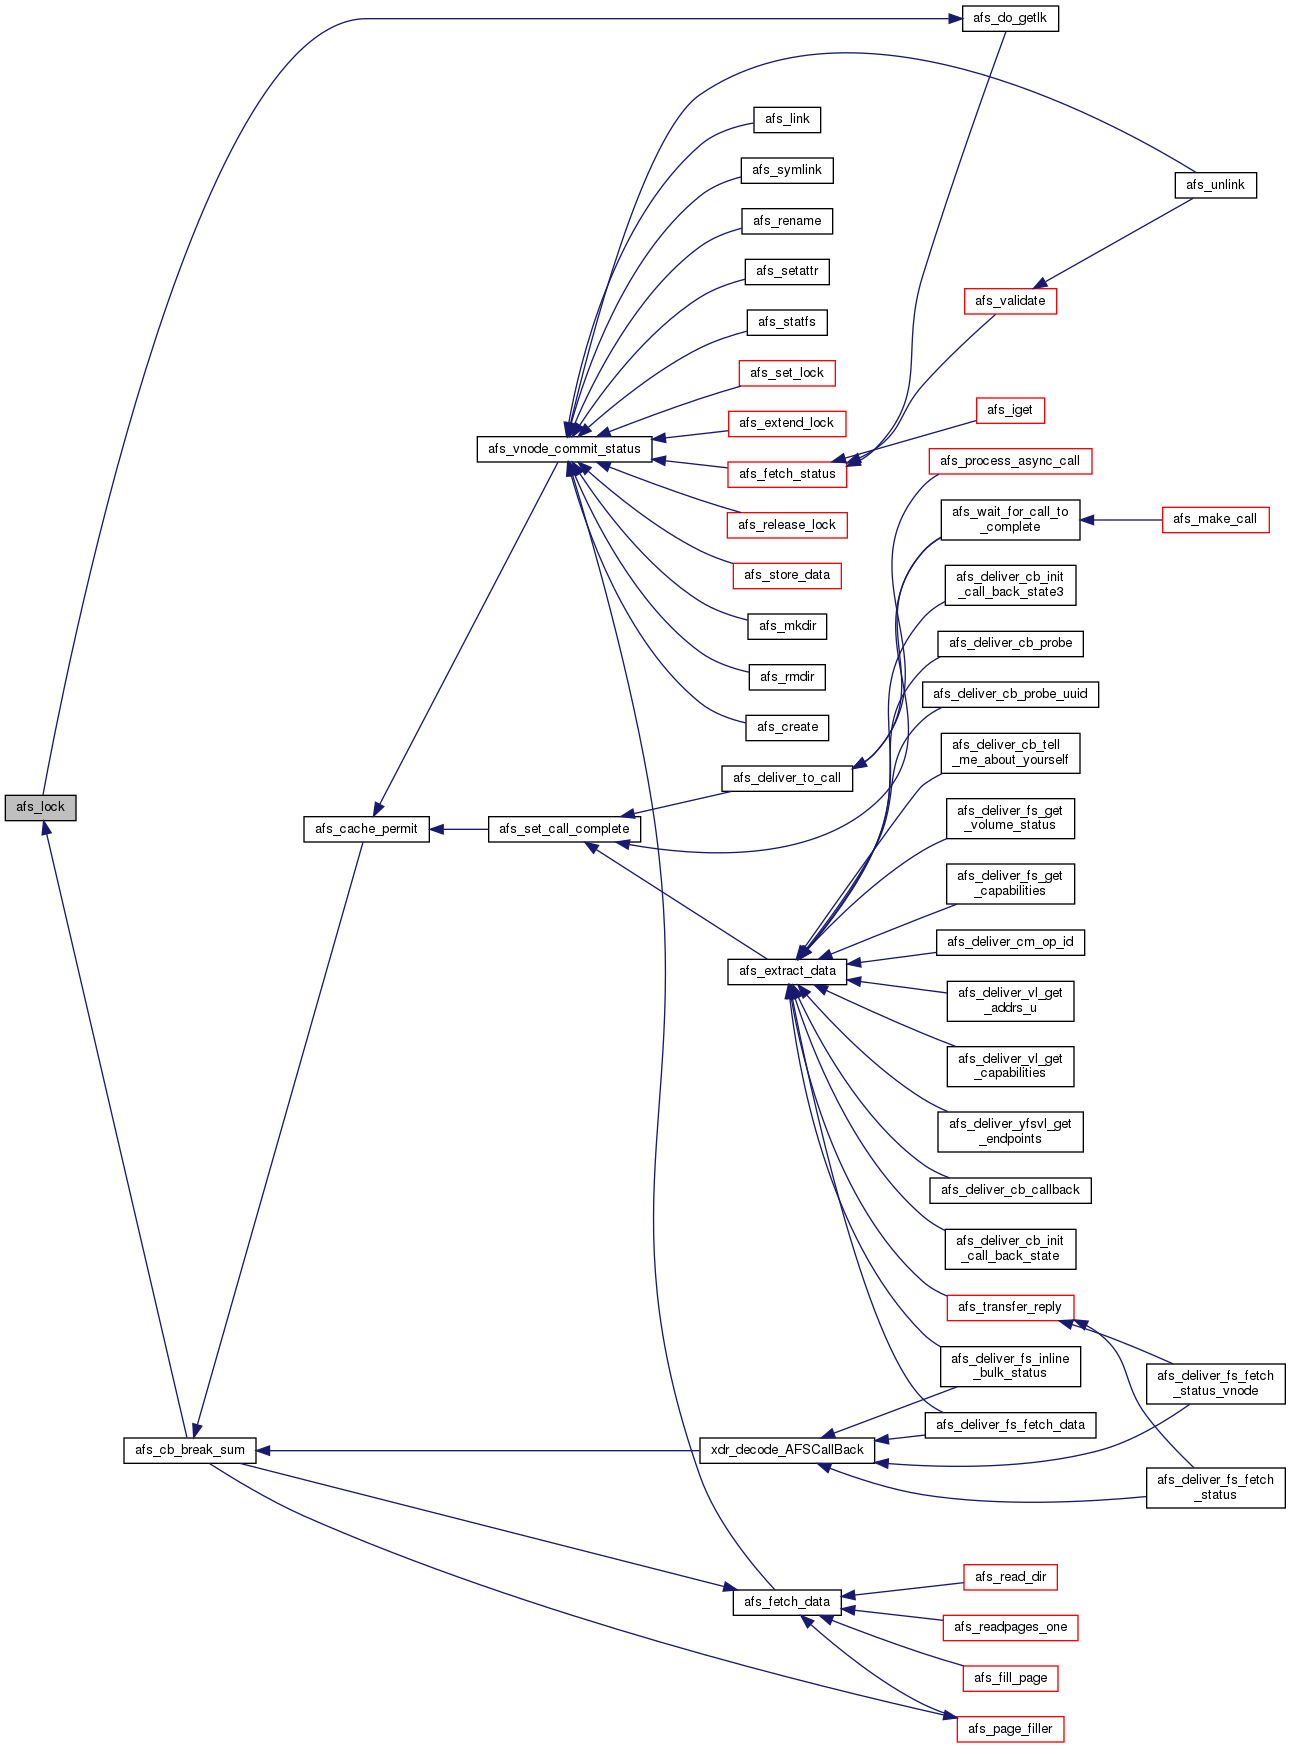 afs_do_getlk
afs_link
afs_symlink
afs_unlink
afs_rename
afs_setattr
afs_validate
afs_statfs
afs_set_lock
afs_iget
afs_extend_lock
afs_vnode_commit_status
afs_process_async_call
afs_fetch_status
afs_wait_for_call_to
_complete
afs_make_call
afs_release_lock
afs_store_data
afs_deliver_cb_init
_call_back_state3
afs_mkdir
afs_deliver_cb_probe
afs_rmdir
afs_deliver_cb_probe_uuid
afs_create
afs_deliver_cb_tell
_me_about_yourself
afs_deliver_to_call
afs_lock
afs_cache_permit
afs_set_call_complete
afs_deliver_fs_get
_volume_status
afs_deliver_fs_get
_capabilities
afs_deliver_cm_op_id
afs_extract_data
afs_deliver_vl_get
_addrs_u
afs_deliver_vl_get
_capabilities
afs_deliver_yfsvl_get
_endpoints
afs_deliver_cb_callback
afs_deliver_cb_init
_call_back_state
afs_transfer_reply
afs_deliver_fs_inline
_bulk_status
afs_deliver_fs_fetch
_status_vnode
afs_deliver_fs_fetch_data
afs_cb_break_sum
xdr_decode_AFSCallBack
afs_deliver_fs_fetch
_status
afs_read_dir
afs_fetch_data
afs_readpages_one
afs_fill_page
afs_page_filler